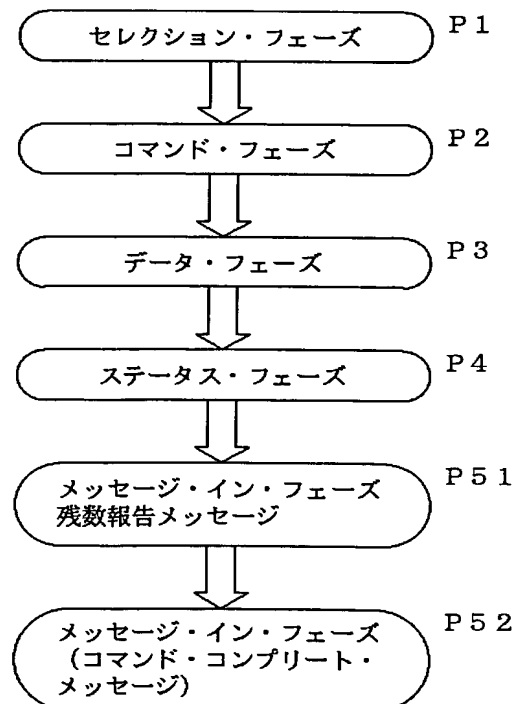 セレクション・フェーズ P1
コマンド・フェーズ P2
データ・フェーズ P3
ステータス・フェーズ P4
メッセージ・イン・フェーズ P51
残数報告メッセージ
メッセージ・イン・フェーズ P52
(コマンド・コンプリート・
メッセージ)